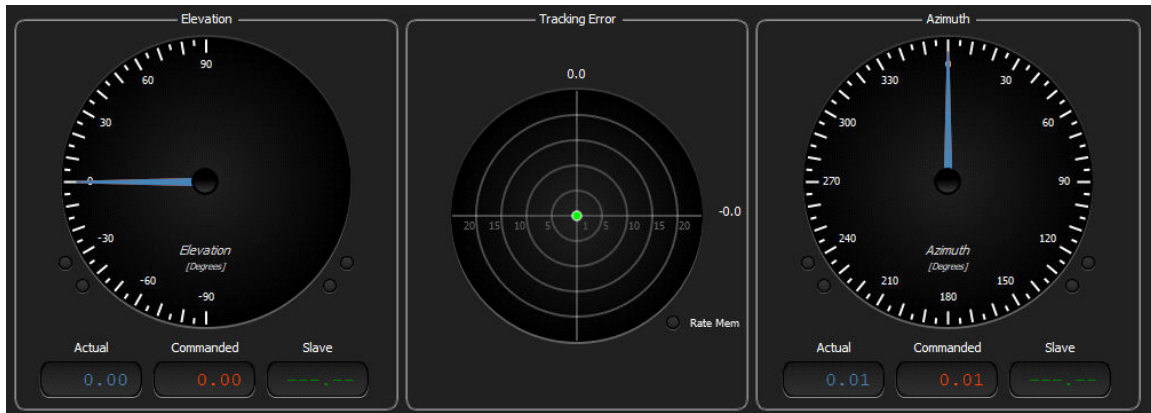 Elevation
90
60
30
0
-30
-60
-90
Elevation
[Degrees]
Actual Commanded Slave
0.00 0.00 ---.--
Tracking Error
0.0
-0.0
20 15 10 5 1 5 10 15 20
Rate Mem
Azimuth
0
330 30
300 60
270 90
240 120
210 150
180
Azimuth
[Degrees]
Actual Commanded Slave
0.01 0.01 ---.--